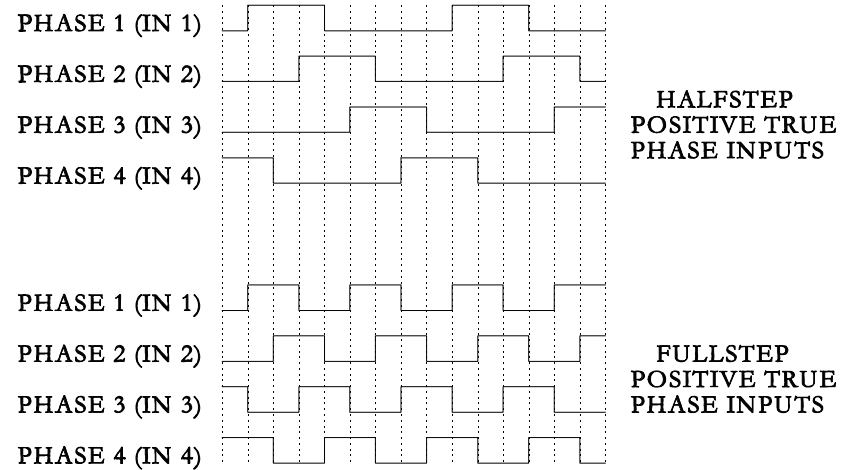 PHASE 1 (IN 1)
PHASE 2 (IN 2)
PHASE 3 (IN 3)
PHASE 4 (IN 4)
HALFSTEP
POSITIVE TRUE
PHASE INPUTS
PHASE 1 (IN 1)
PHASE 2 (IN 2)
PHASE 3 (IN 3)
PHASE 4 (IN 4)
FULLSTEP
POSITIVE TRUE
PHASE INPUTS